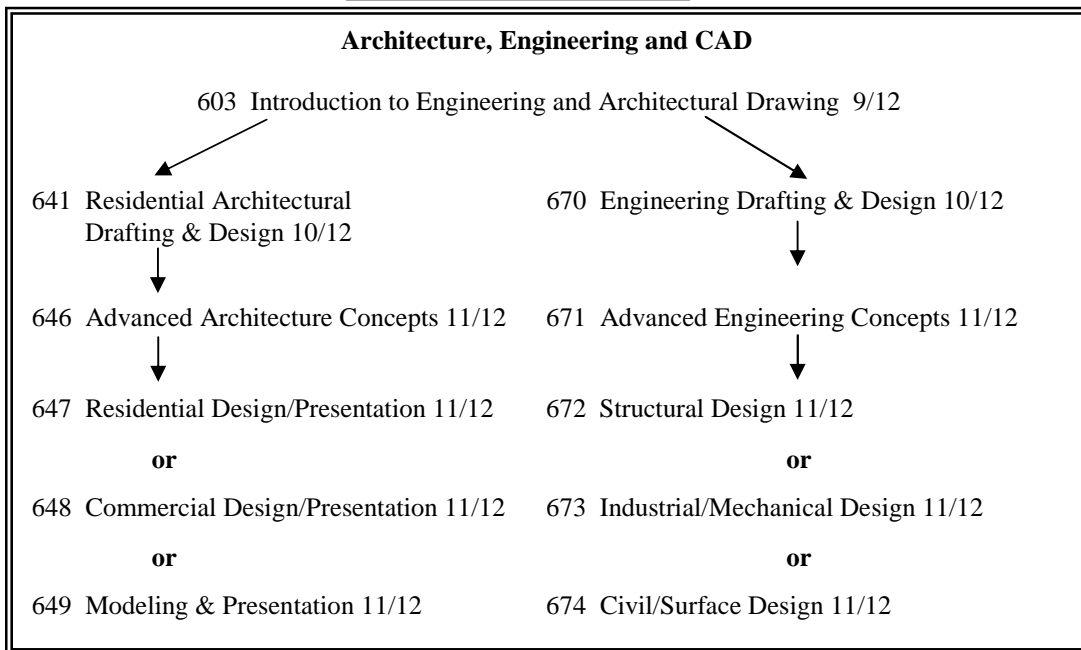 Architecture, Engineering and CAD
603 Introduction to Engineering and Architectural Drawing 9/12
641 Residential Architectural
Drafting & Design 10/12
670 Engineering Drafting & Design 10/12
646 Advanced Architecture Concepts 11/12
671 Advanced Engineering Concepts 11/12
647 Residential Design/Presentation 11/12
672 Structural Design 11/12
or
or
648 Commercial Design/Presentation 11/12
673 Industrial/Mechanical Design 11/12
or
or
649 Modeling & Presentation 11/12
674 Civil/Surface Design 11/12